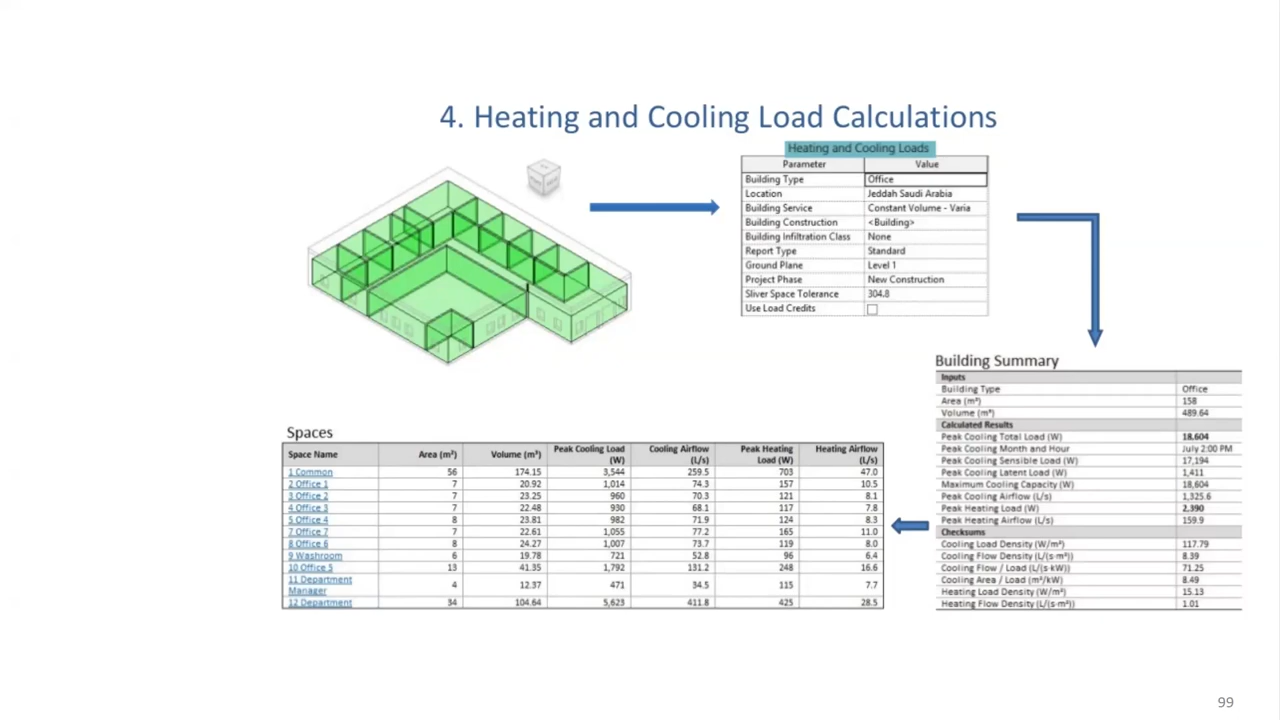 4. Heating and Cooling Load Calculations
Heating and Cooling Loads
Parameter Value
Building Type Office
Location Jeddah Saudi Arabia
Building Service Constant Volume - Varia
Building Construction <Building>
Building Infiltration Class None
Report Type Standard
Ground Plane Level 1
Project Phase New Construction
Sliver Space Tolerance 304.8
Use Load Credits
Building Summary
Inputs
Building Type Office
Area (m²) 158
Volume (m³) 489.64
Calculated Results
Peak Cooling Total Load (W) 18,604
Peak Cooling Month and Hour July 2:00 PM
Peak Cooling Sensible Load (W) 17,194
Peak Cooling Latent Load (W) 1,411
Maximum Cooling Capacity (W) 18,604
Peak Cooling Airflow (L/s) 1,325.6
Peak Heating Load (W) 2,390
Peak Heating Airflow (L/s) 159.9
Checksums
Cooling Load Density (W/m²) 117.79
Cooling Flow Density (L/(s·m²)) 8.39
Cooling Flow / Load (L/(s·kW)) 71.25
Cooling Area / Load (m²/kW) 8.49
Heating Load Density (W/m²) 15.13
Heating Flow Density (L/(s·m²)) 1.01
Spaces
Space Name Area (m²) Volume (m³) Peak Cooling Load (W) Cooling Airflow (L/s) Peak Heating Load (W) Heating Airflow (L/s)
1 Common 56 174.15 3,544 259.5 703 47.0
2 Office 1 7 20.92 1,014 74.3 157 10.5
3 Office 2 7 23.25 960 70.3 121 8.1
4 Office 3 7 22.48 930 68.1 117 7.8
5 Office 4 8 23.81 982 71.9 124 8.3
7 Office 7 7 22.61 1,055 77.2 165 11.0
8 Office 6 8 24.27 1,007 73.7 119 8.0
9 Washroom 6 19.78 721 52.8 96 6.4
10 Office 5 13 41.35 1,792 131.2 248 16.6
11 Department Manager 4 12.37 471 34.5 115 7.7
12 Department 34 104.64 5,623 411.8 425 28.5
99